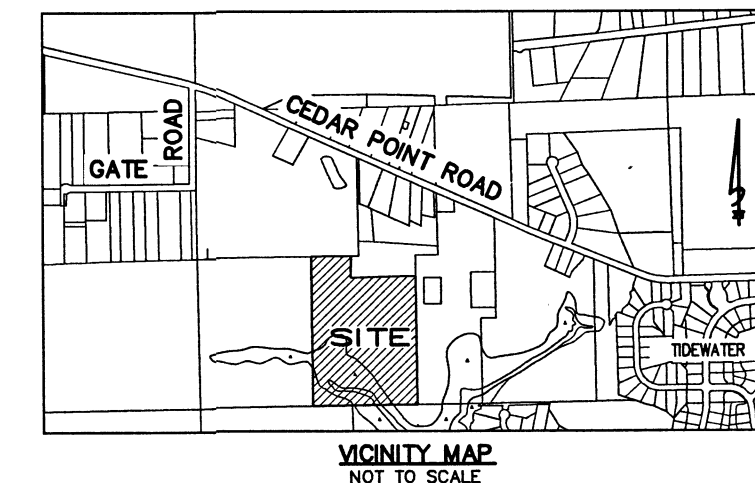 CEDAR POINT ROAD
GATE ROAD
SITE
TIDEWATER
VICINITY MAP
NOT TO SCALE